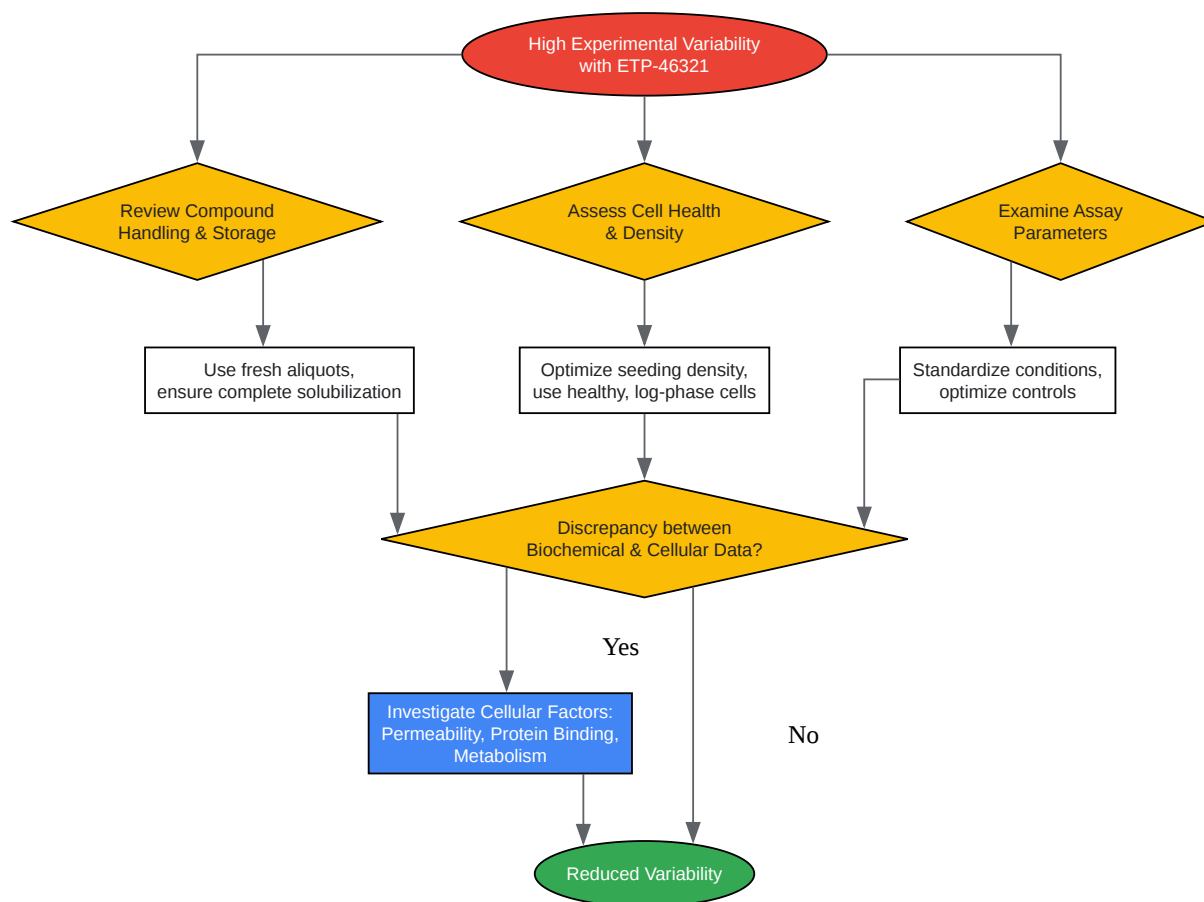 High Experimental Variability
with ETP-46321
Review Compound
Handling & Storage
Assess Cell Health
& Density
Examine Assay
Parameters
Use fresh aliquots,
ensure complete solubilization
Optimize seeding density,
use healthy, log-phase cells
Standardize conditions,
optimize controls
Discrepancy between
Biochemical & Cellular Data?
Yes
Investigate Cellular Factors:
Permeability, Protein Binding,
Metabolism
No
Reduced Variability